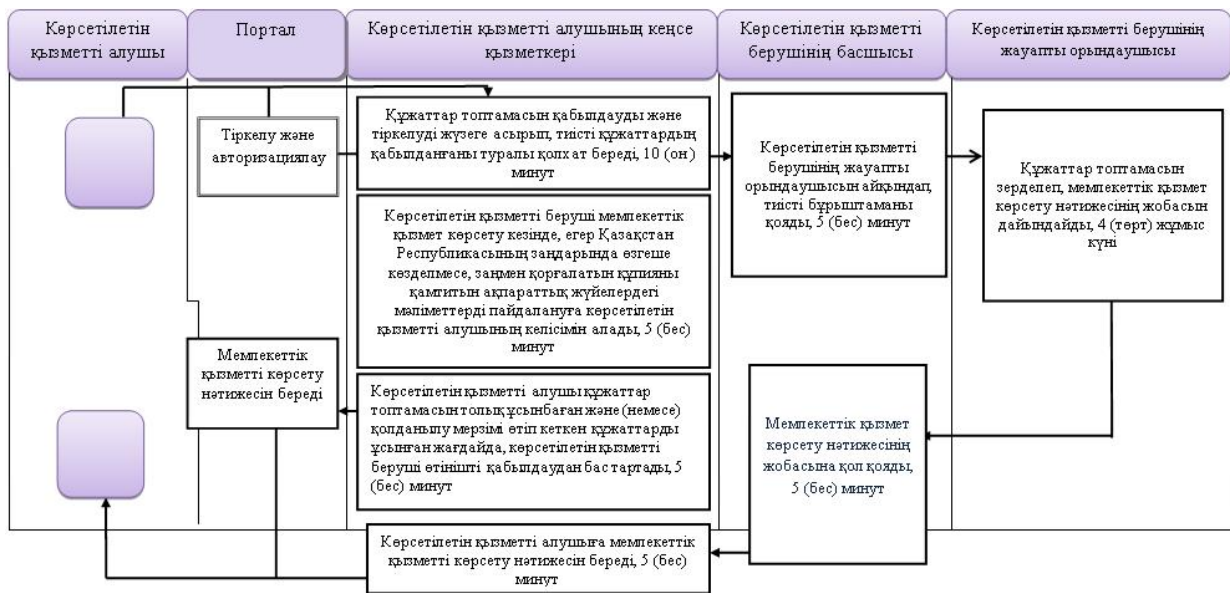 Көрсетілетін
қызметті алушы
Портал
Көрсетілетін қызметті алушының кеңсе
қызметкері
Көрсетілетін қызметті
берушінің басшысы
Көрсетілетін қызметті берушінің
жауапты орындаушысы
Тіркелу және
авторизациялау
Құжаттар топтамасын қабылдауды және
тіркелуді жүзеге асырып, тиісті құжаттардың
қабылданғаны туралы қолхат береді, 10 (он)
минут
Көрсетілетін қызметті
берушінің жауапты
орындаушысын айқындап,
тиісті бұрыштаманы
қояды, 5 (бес) минут
Құжаттар топтамасын
зерделеп, мемлекеттік қызмет
көрсету нәтижесінің жобасын
дайындайды, 4 (төрт) жұмыс
күні
Көрсетілетін қызметті беруші мемлекеттік
қызмет көрсету кезінде, егер Қазақстан
Республикасының заңдарында өзгеше
көзделмесе, заңмен қорғалатын құпияны
қамтитын ақпараттық жүйелердегі
мәліметтерді пайдалануға көрсетілетін
қызметті алушының келісімін алады, 5 (бес)
минут
Мемлекеттік
қызметті көрсету
нәтижесін береді
Көрсетілетін қызметті алушы құжаттар
топтамасын толық ұсынбаған және (немесе)
қолданылу мерзімі өтіп кеткен құжаттарды
ұсынған жағдайда, көрсетілетін қызметті
беруші өтінішті қабылдаудан бас тартады, 5
(бес) минут
Мемлекеттік қызмет
көрсету нәтижесінің
жобасына қол қояды,
5 (бес) минут
Көрсетілетін қызметті алушыға мемлекеттік
қызметті көрсету нәтижесін береді, 5 (бес)
минут